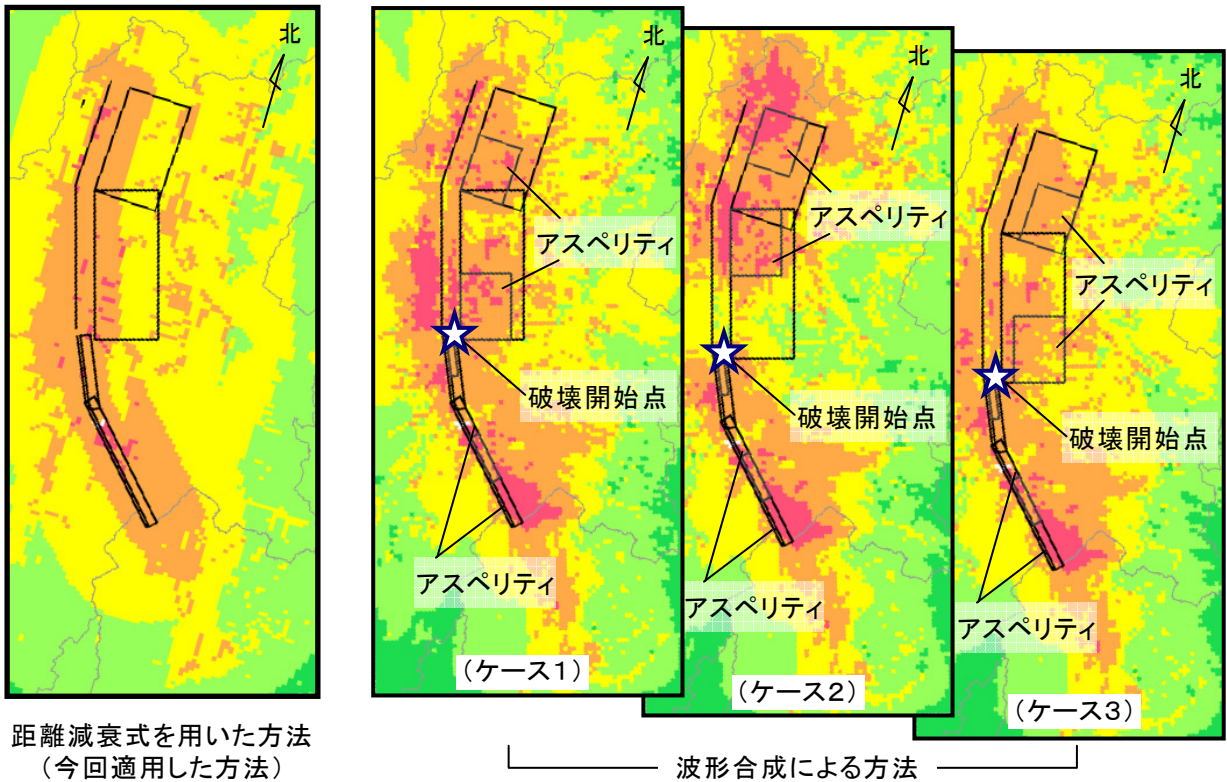 北
距離減衰式を用いた方法
（今回適用した方法）
北
アスペリティ
破壊開始点
アスペリティ
（ケース1）
北
アスペリティ
破壊開始点
アスペリティ
（ケース2）
北
アスペリティ
破壊開始点
アスペリティ
（ケース3）
波形合成による方法